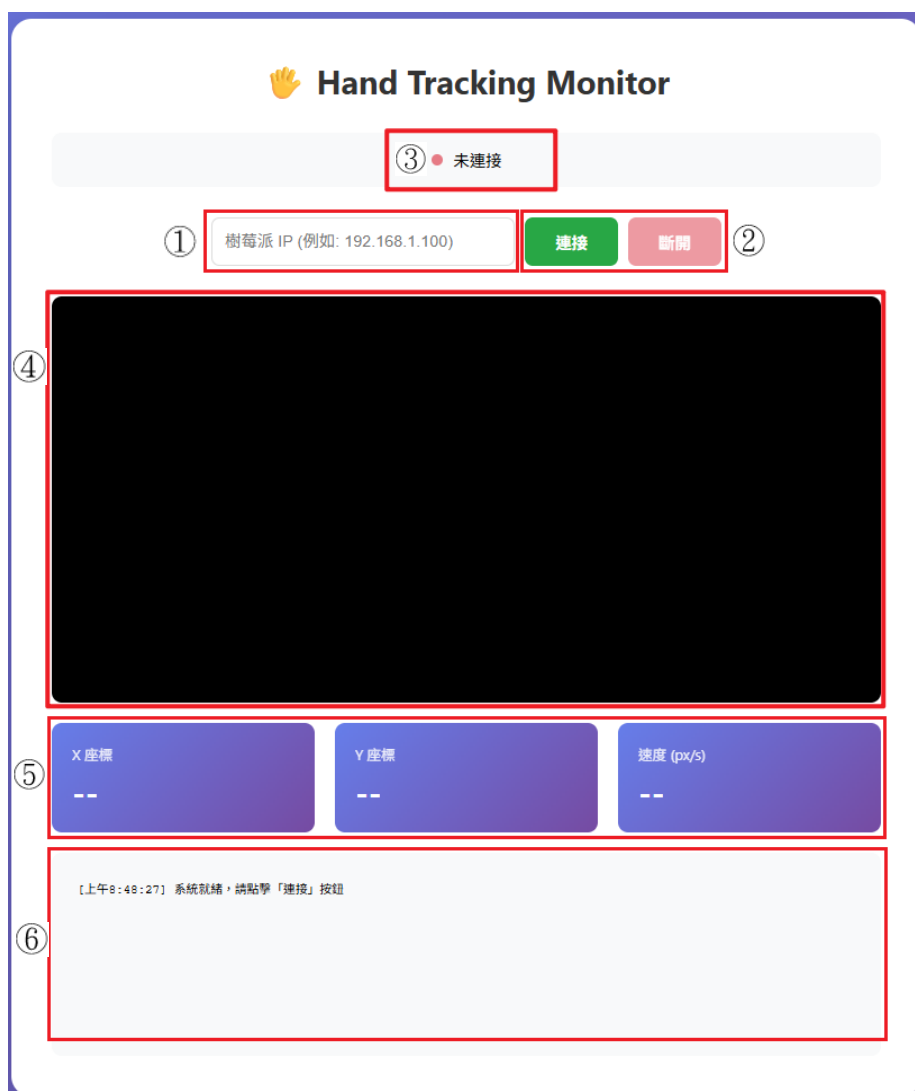 🖐 Hand Tracking Monitor
③ 未連接
① 樹莓派 IP (例如: 192.168.1.100) 連接 斷開 ②
④
⑤
X 座標 Y 座標 速度 (px/s)
-- -- --
⑥
[上午8:48:27] 系統就緒，請點擊「連接」按鈕